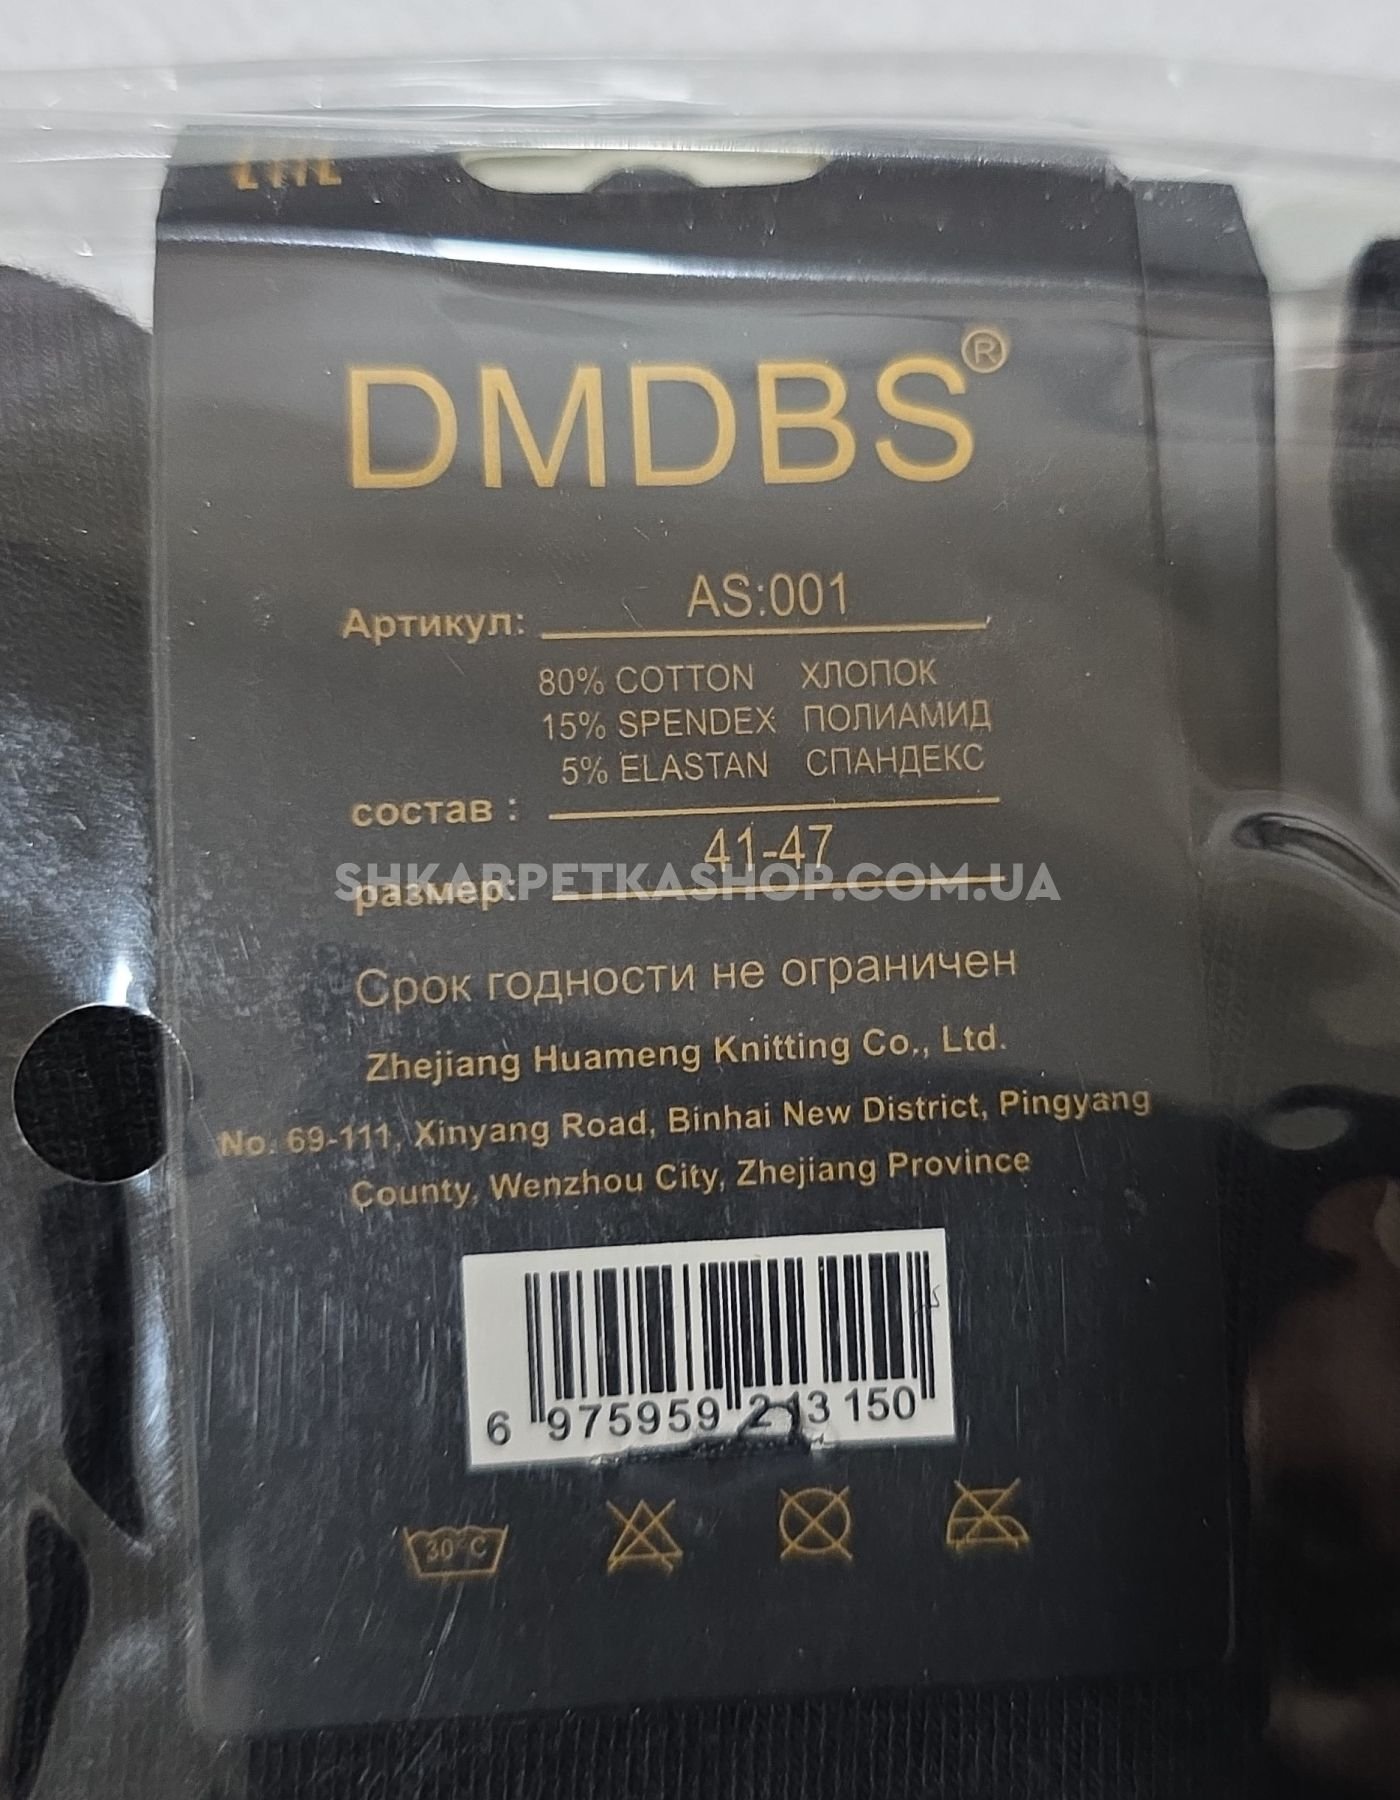 DMDBS®
Артикул: AS:001
80% COTTON ХЛОПОК
15% SPENDEX ПОЛИАМИД
5% ELASTAN СПАНДЕКС
состав :
41-47
SHKARPETKASHOP.COM.UA
размер:
Срок годности не ограничен
Zhejiang Huameng Knitting Co., Ltd.
No. 69-111, Xinyang Road, Binhai New District, Pingyang
County, Wenzhou City, Zhejiang Province
6 975959 213150
30°C